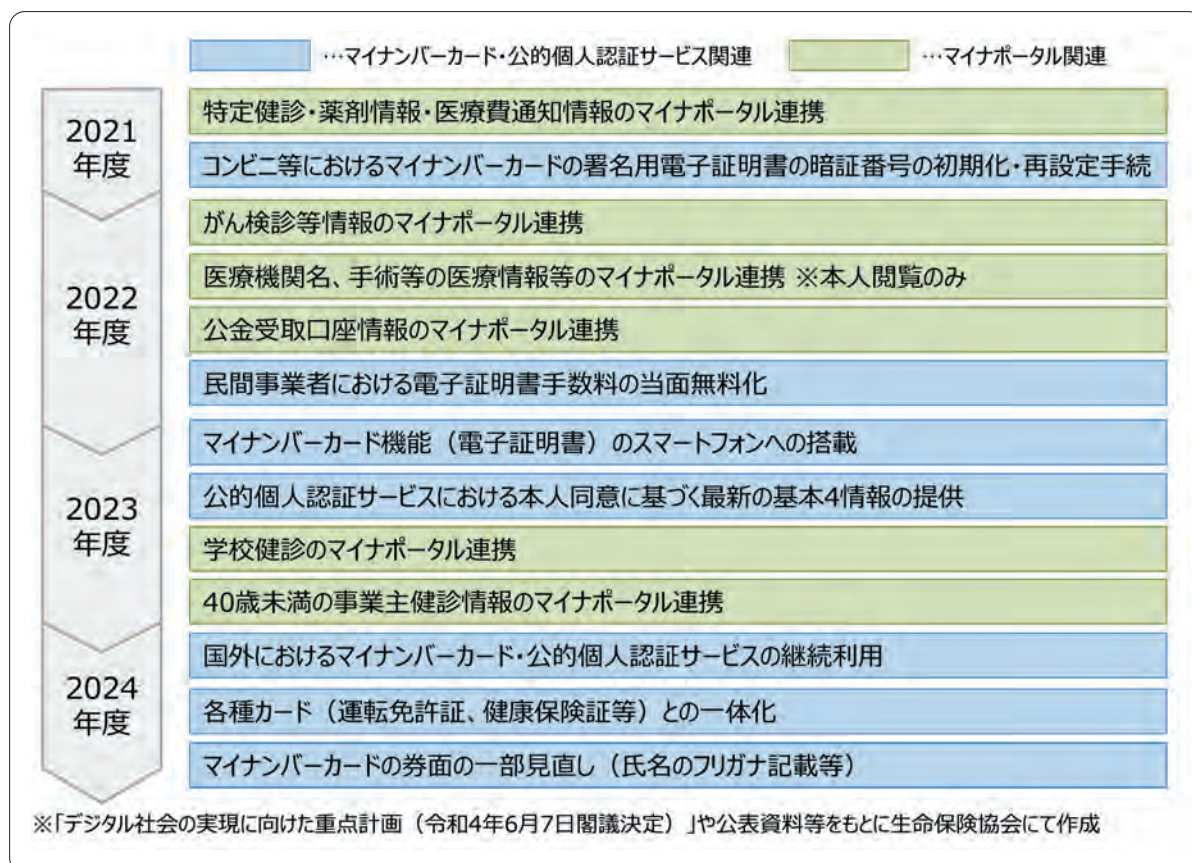 …マイナンバーカード・公的個人認証サービス関連
…マイナポータル関連
2021
年度
特定健診・薬剤情報・医療費通知情報のマイナポータル連携
コンビニ等におけるマイナンバーカードの署名用電子証明書の暗証番号の初期化・再設定手続
2022
年度
がん検診等情報のマイナポータル連携
医療機関名、手術等の医療情報等のマイナポータル連携 ※本人閲覧のみ
公金受取口座情報のマイナポータル連携
民間事業者における電子証明書手数料の当面無料化
2023
年度
マイナンバーカード機能（電子証明書）のスマートフォンへの搭載
公的個人認証サービスにおける本人同意に基づく最新の基本4情報の提供
学校健診のマイナポータル連携
40歳未満の事業主健診情報のマイナポータル連携
2024
年度
国外におけるマイナンバーカード・公的個人認証サービスの継続利用
各種カード（運転免許証、健康保険証等）との一体化
マイナンバーカードの券面の一部見直し（氏名のフリガナ記載等）
※「デジタル社会の実現に向けた重点計画（令和4年6月7日閣議決定）」や公表資料等をもとに生命保険協会にて作成